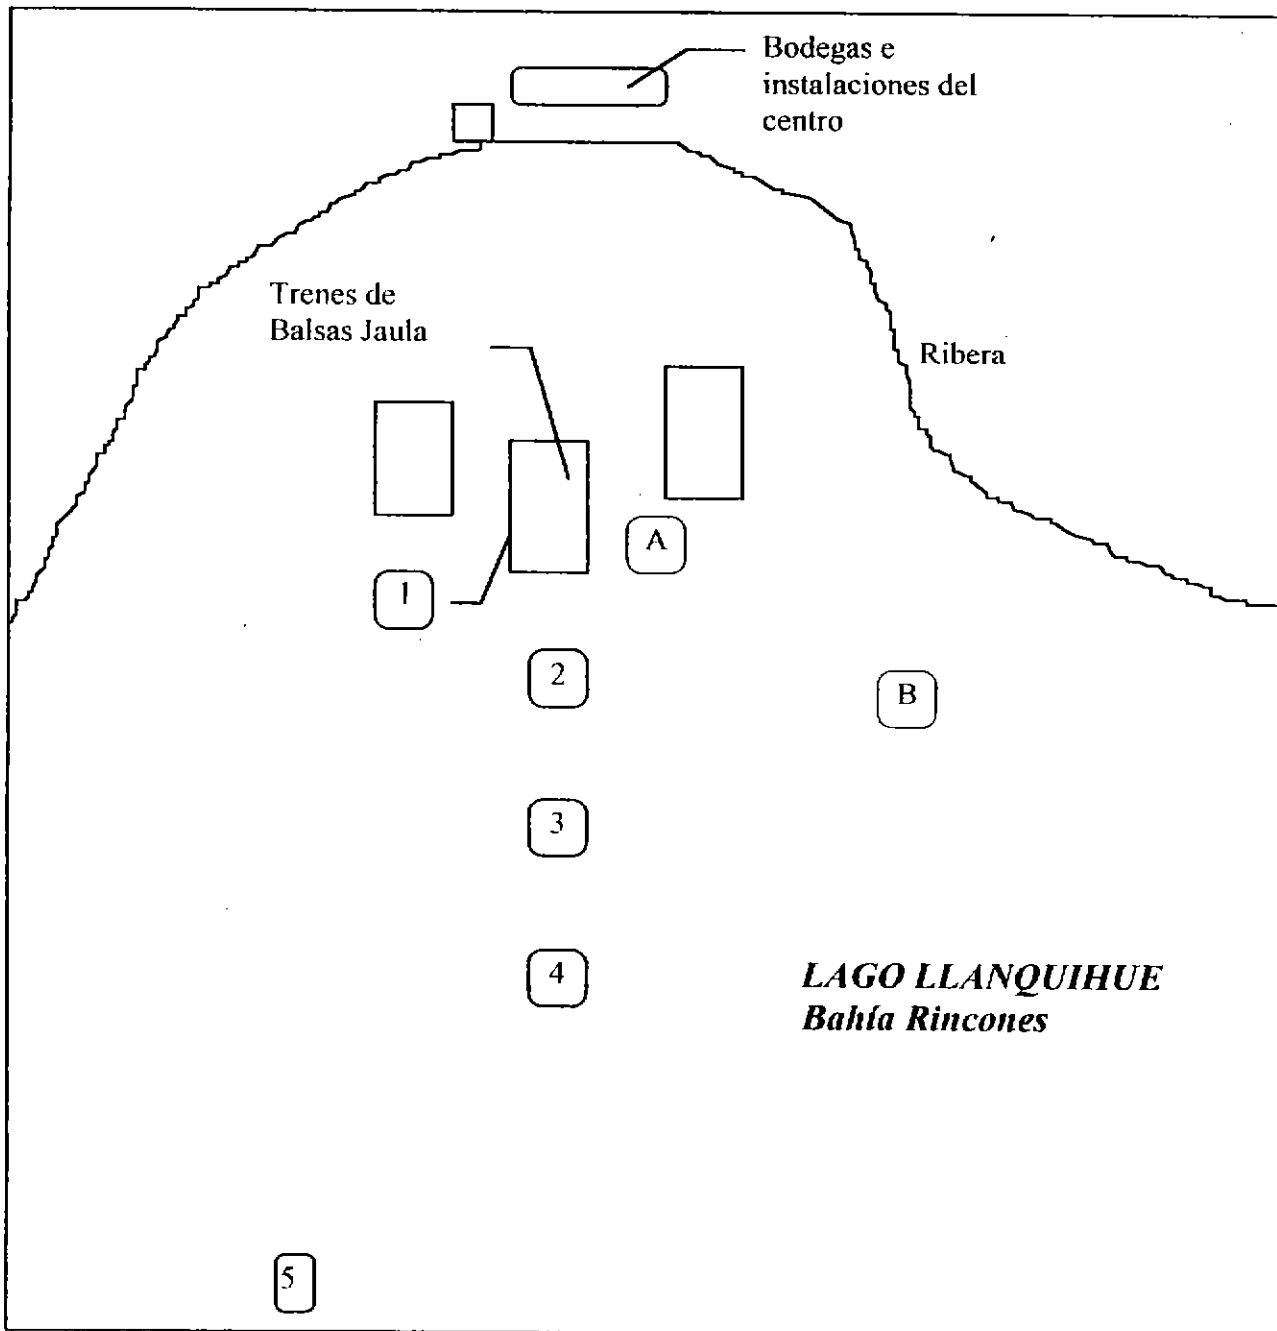 Bodegas e
instalaciones del
centro
Trenes de
Balsas Jaula
Ribera
A
1
2
B
3
4
LAGO LLANQUIHUE
Bahía Rincones
5